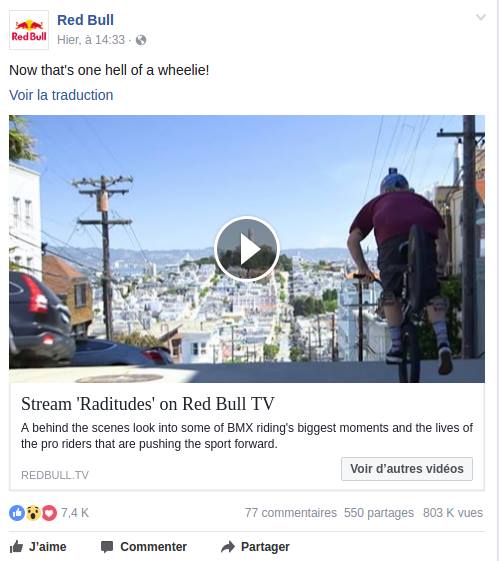 Red Bull
Red Bull
Hier, à 14:33 ·
Now that's one hell of a wheelie!
Voir la traduction
Stream 'Raditudes' on Red Bull TV
A behind the scenes look into some of BMX riding's biggest moments and the lives of
the pro riders that are pushing the sport forward.
REDBULL.TV
Voir d'autres vidéos
7,4 K
77 commentaires 550 partages 803 K vues
J'aime Commenter Partager